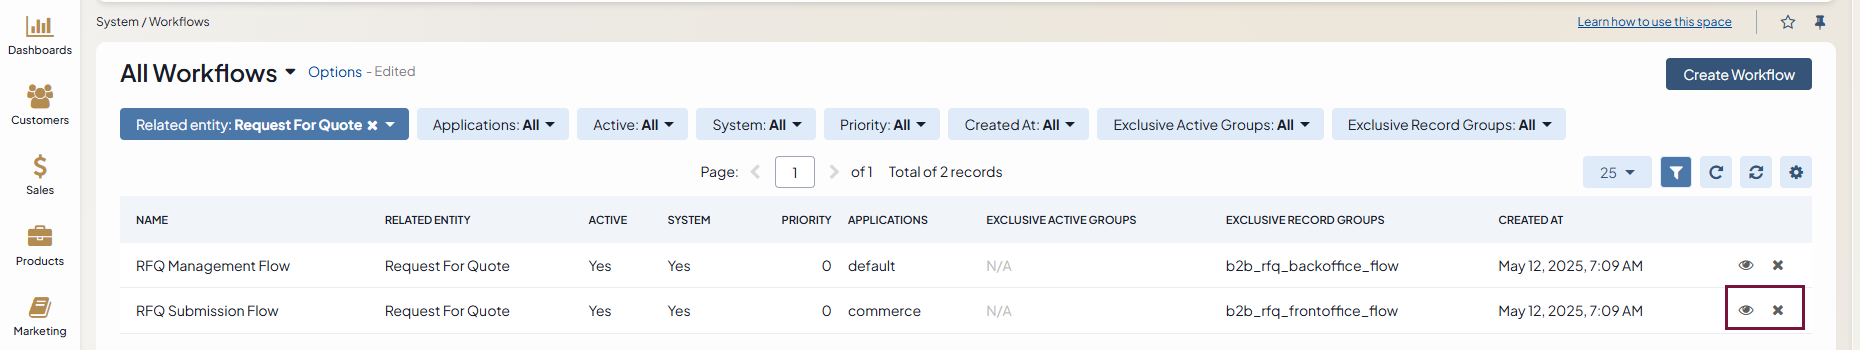 Dashboards
Customers
Sales
Products
Marketing
System / Workflows
Learn how to use this space
All Workflows Options - Edited
Create Workflow
Related entity: Request For Quote Applications: All Active: All System: All Priority: All Created At: All Exclusive Active Groups: All Exclusive Record Groups: All
Page: 1 of 1 Total of 2 records 25
NAME RELATED ENTITY ACTIVE SYSTEM PRIORITY APPLICATIONS EXCLUSIVE ACTIVE GROUPS EXCLUSIVE RECORD GROUPS CREATED AT
RFQ Management Flow Request For Quote Yes Yes 0 default N/A b2b_rfq_backoffice_flow May 12, 2025, 7:09 AM
RFQ Submission Flow Request For Quote Yes Yes 0 commerce N/A b2b_rfq_frontoffice_flow May 12, 2025, 7:09 AM